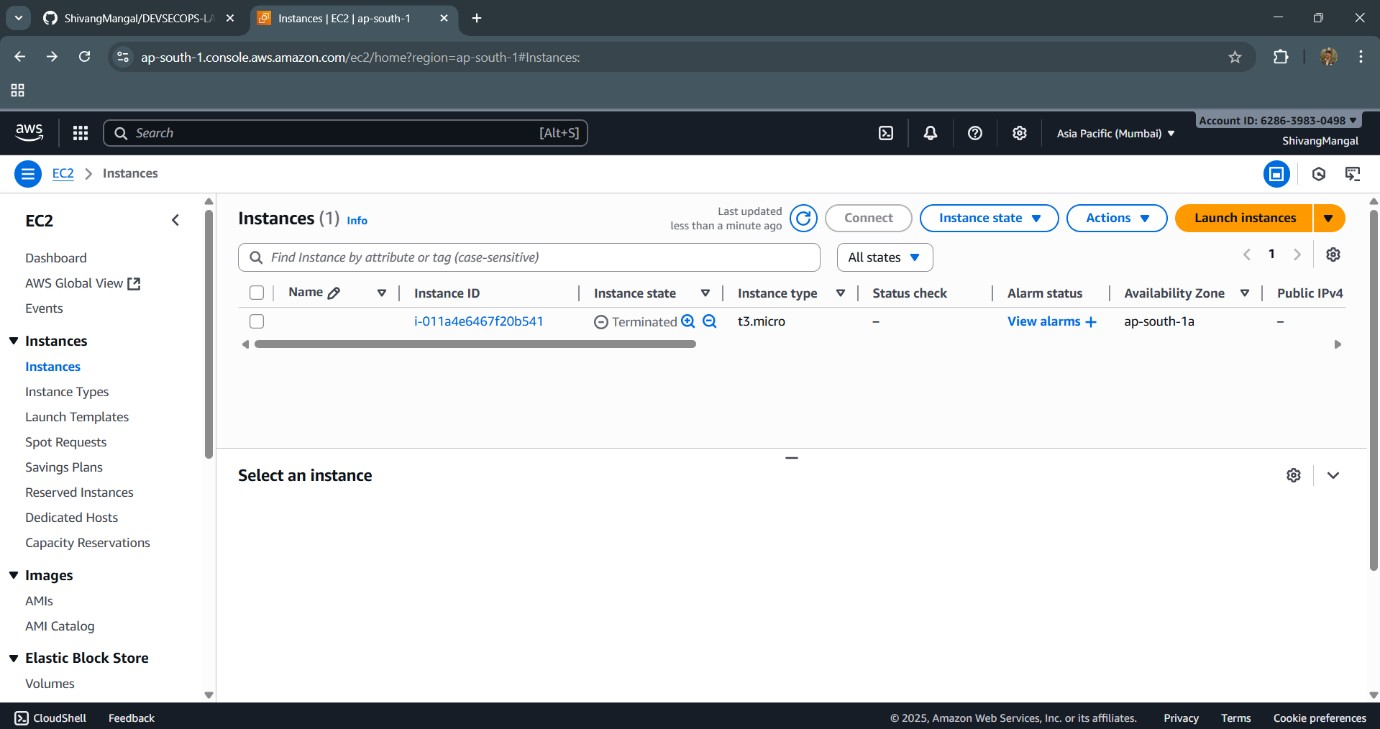 ShivangMangal/DEVSECOPS-LA
Instances | EC2 | ap-south-1
ap-south-1.console.aws.amazon.com/ec2/home?region=ap-south-1#Instances:
aws
Search [Alt+S]
Asia Pacific (Mumbai)
Account ID: 6286-3983-0498
ShivangMangal
EC2
Instances
EC2
Dashboard
AWS Global View
Events
Instances
Instances
Instance Types
Launch Templates
Spot Requests
Savings Plans
Reserved Instances
Dedicated Hosts
Capacity Reservations
Images
AMIs
AMI Catalog
Elastic Block Store
Volumes
Instances (1) Info
Last updated
less than a minute ago
Connect
Instance state
Actions
Launch instances
Find Instance by attribute or tag (case-sensitive)
All states
1
Name Instance ID Instance state Instance type Status check Alarm status Availability Zone Public IPv4
i-011a4e6467f20b541 Terminated t3.micro – View alarms + ap-south-1a –
Select an instance
CloudShell Feedback © 2025, Amazon Web Services, Inc. or its affiliates. Privacy Terms Cookie preferences